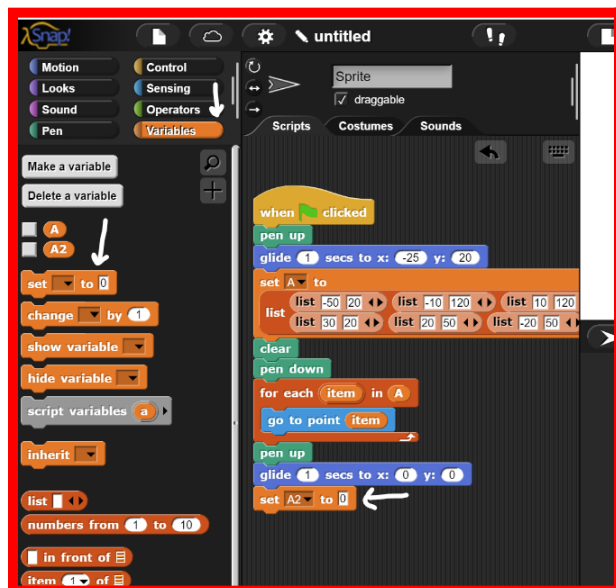 Snap!
untitled
Motion
Control
Looks
Sensing
Sound
Operators
Pen
Variables
Sprite
draggable
Scripts
Costumes
Sounds
Make a variable
Delete a variable
A
A2
set to 0
change by 1
show variable
hide variable
script variables a
inherit
list
numbers from 1 to 10
in front of
item 1 of
when clicked
pen up
glide 1 secs to x: -25 y: 20
set A to
list
list -50 20 list -10 120 list 10 120
list 30 20 list 20 50 list -20 50
clear
pen down
for each item in A
go to point item
pen up
glide 1 secs to x: 0 y: 0
set A2 to 0